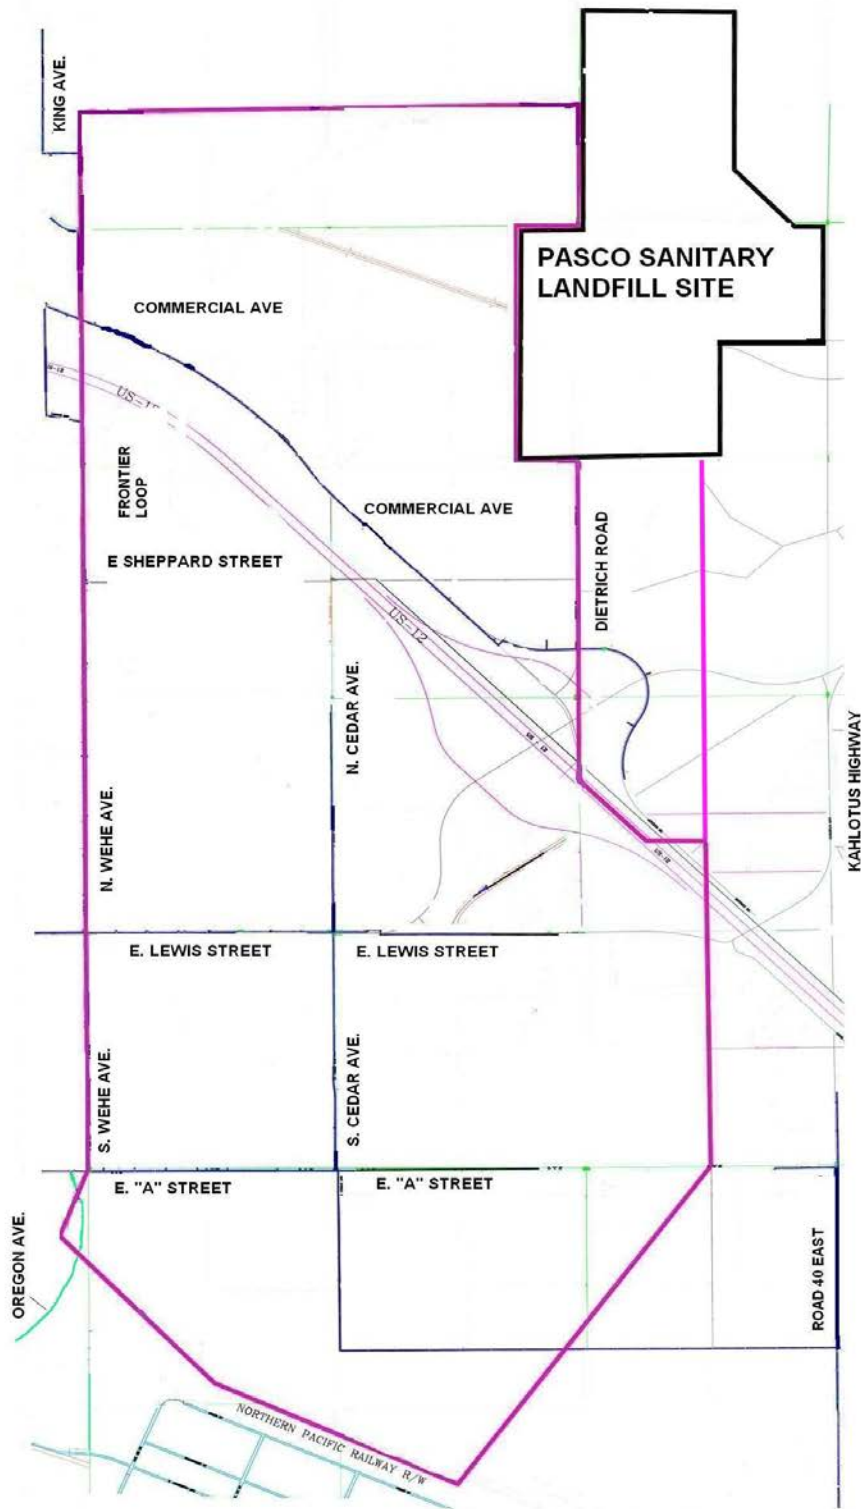 KING AVE.
PASCO SANITARY
LANDFILL SITE
COMMERCIAL AVE
FRONTIER
LOOP
COMMERCIAL AVE
E SHEPPARD STREET
DIETRICH ROAD
US-12
N. CEDAR AVE.
KAHLOTUS HIGHWAY
N. WEHE AVE.
E. LEWIS STREET
E. LEWIS STREET
S. WEHE AVE.
S. CEDAR AVE.
E. "A" STREET
E. "A" STREET
OREGON AVE.
ROAD 40 EAST
NORTHERN PACIFIC RAILWAY R/W